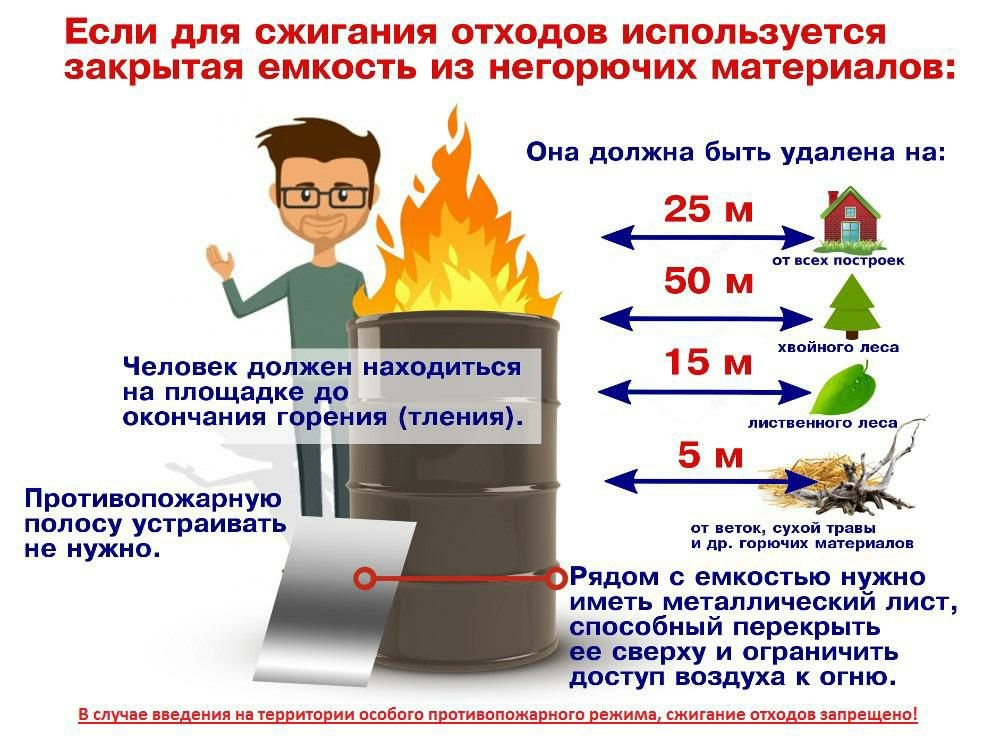 Если для сжигания отходов используется
закрытая емкость из негорючих материалов:
Она должна быть удалена на:
25 м
от всех построек
50 м
хвойного леса
15 м
лиственного леса
5 м
от веток, сухой травы
и др. горючих материалов
Человек должен находиться
на площадке до
окончания горения (тления).
Противопожарную
полосу устраивать
не нужно.
Рядом с емкостью нужно
иметь металлический лист,
способный перекрыть
ее сверху и ограничить
доступ воздуха к огню.
В случае введения на территории особого противопожарного режима, сжигание отходов запрещено!